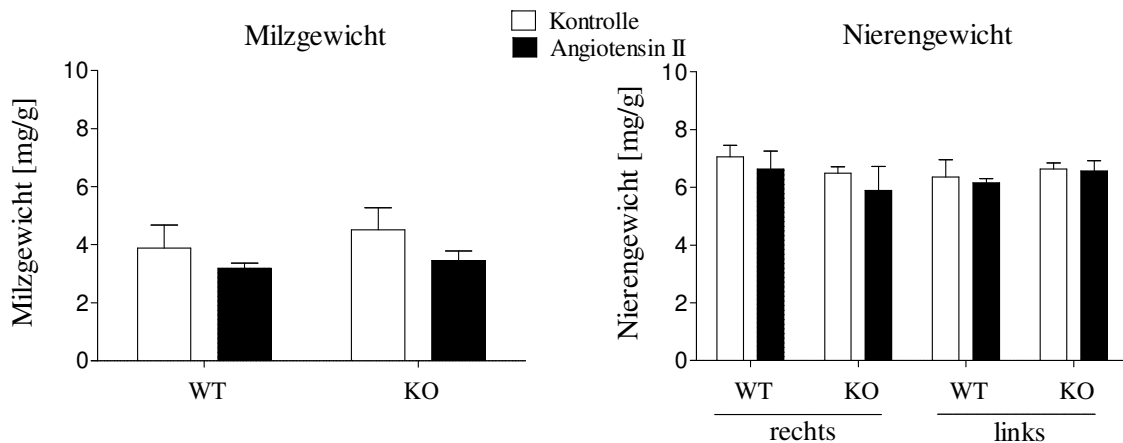 Milzgewicht
Kontrolle
Angiotensin II
Nierengewicht
Milzgewicht [mg/g]
10
8
6
4
2
0
WT
KO
Nierengewicht [mg/g]
10
8
6
4
2
0
WT
KO
WT
KO
rechts
links